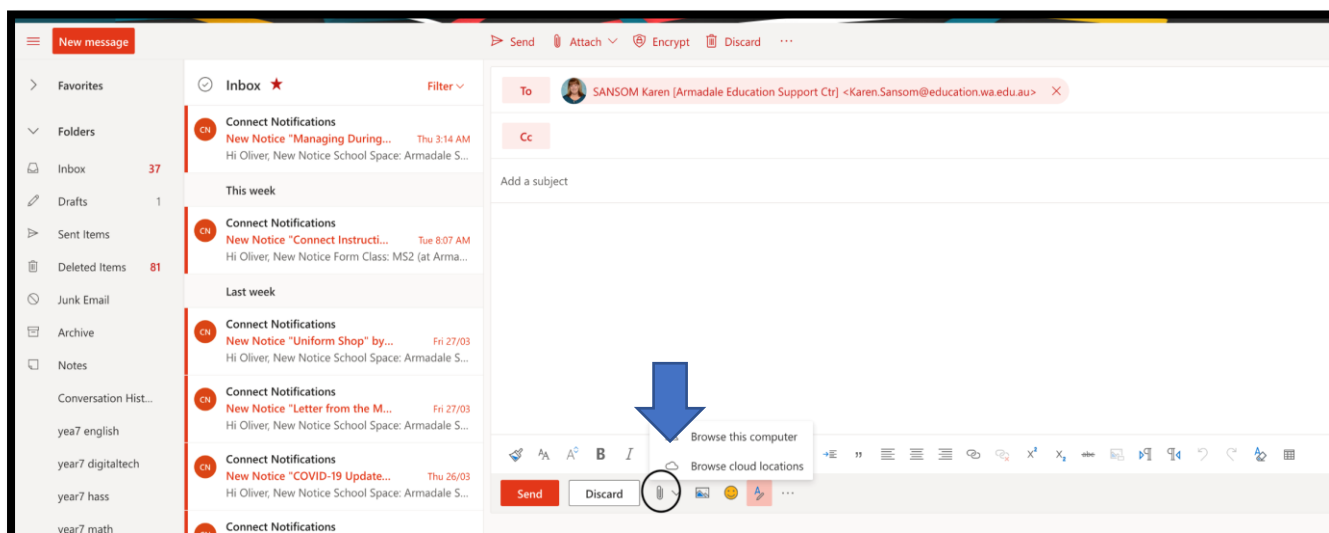 New message
Send Attach Encrypt Discard ...
Favorites
Folders
Inbox 37
Drafts 1
Sent Items
Deleted Items 81
Junk Email
Archive
Notes
Conversation Hist...
yea7 english
year7 digitaltech
year7 hass
year7 math
Inbox
Filter
CN
Connect Notifications
New Notice "Managing During... Thu 3:14 AM
Hi Oliver, New Notice School Space: Armadale S...
This week
CN
Connect Notifications
New Notice "Connect Instructi... Tue 8:07 AM
Hi Oliver, New Notice Form Class: MS2 (at Arma...
Last week
CN
Connect Notifications
New Notice "Uniform Shop" by... Fri 27/03
Hi Oliver, New Notice School Space: Armadale S...
CN
Connect Notifications
New Notice "Letter from the M... Fri 27/03
Hi Oliver, New Notice School Space: Armadale S...
CN
Connect Notifications
New Notice "COVID-19 Update... Thu 26/03
Hi Oliver, New Notice School Space: Armadale S...
Connect Notifications
To
SANSOM Karen [Armadale Education Support Ctr] <Karen.Sansom@education.wa.edu.au>
Cc
Add a subject
Browse this computer
Browse cloud locations
B I
abc
Send
Discard